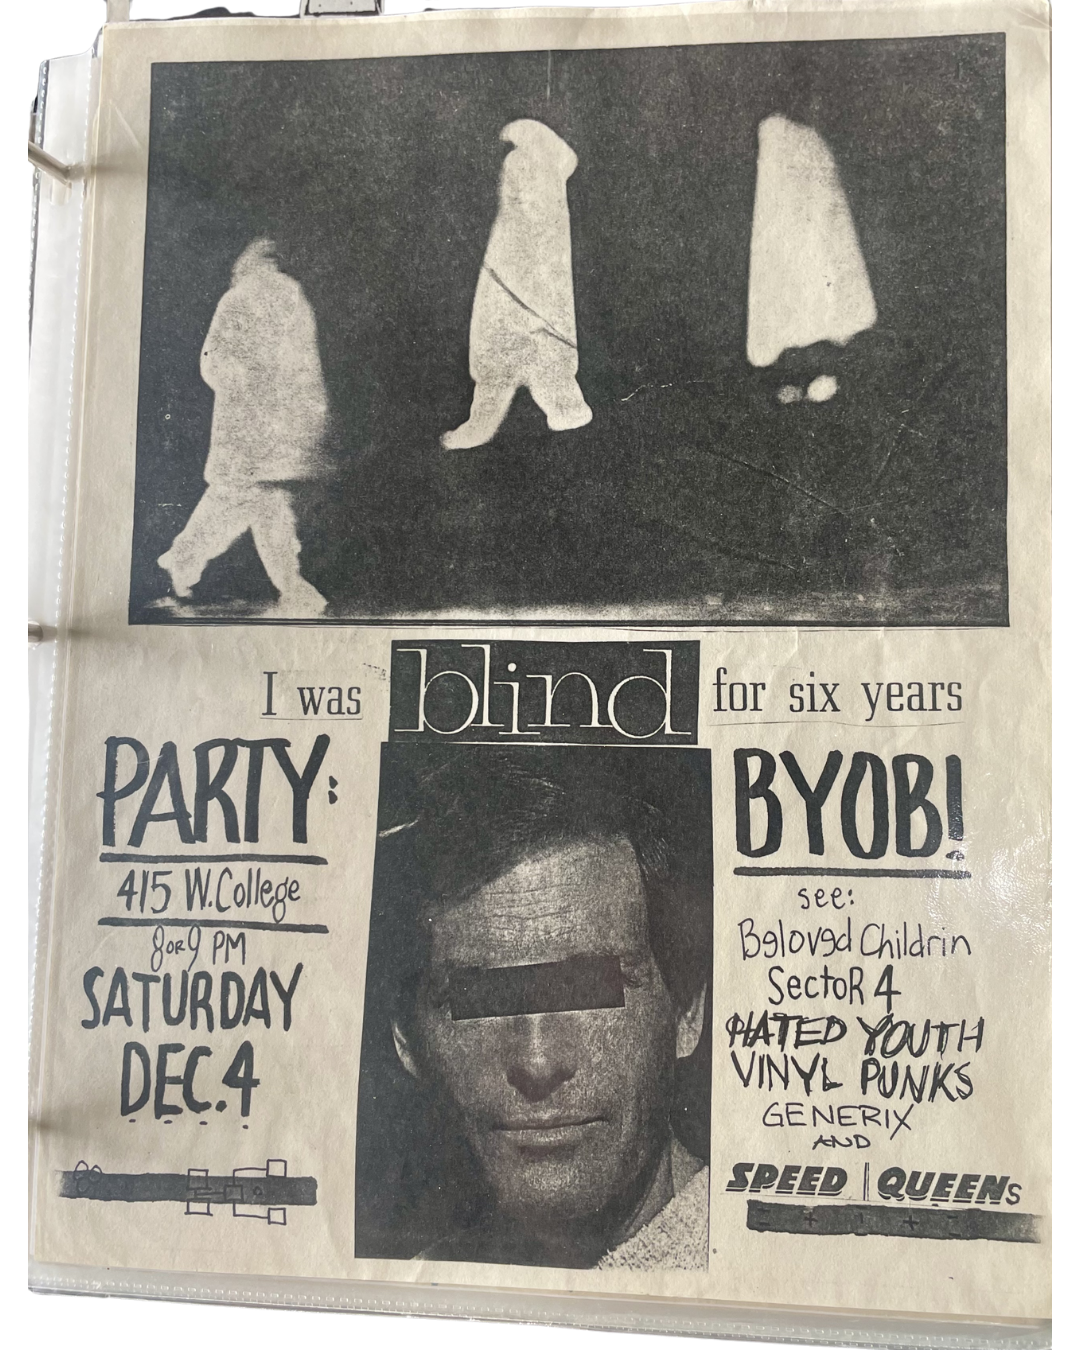 I was blind for six years
PARTY:
415 W. College
8 OR 9 PM
SATURDAY
DEC. 4
BYOB!
see:
Beloved Childrin
SectoR 4
HATED YOUTH
VINYL PUNKS
GENERIX
AND
SPEED QUEENs